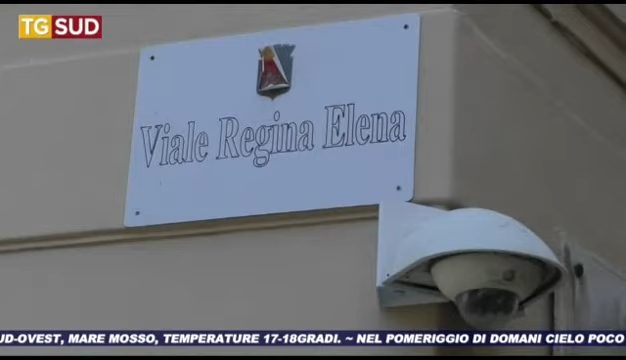 TG SUD
Viale Regina Elena
UD-OVEST, MARE MOSSO, TEMPERATURE 17-18GRADI. ~ NEL POMERIGGIO DI DOMANI CIELO POCO